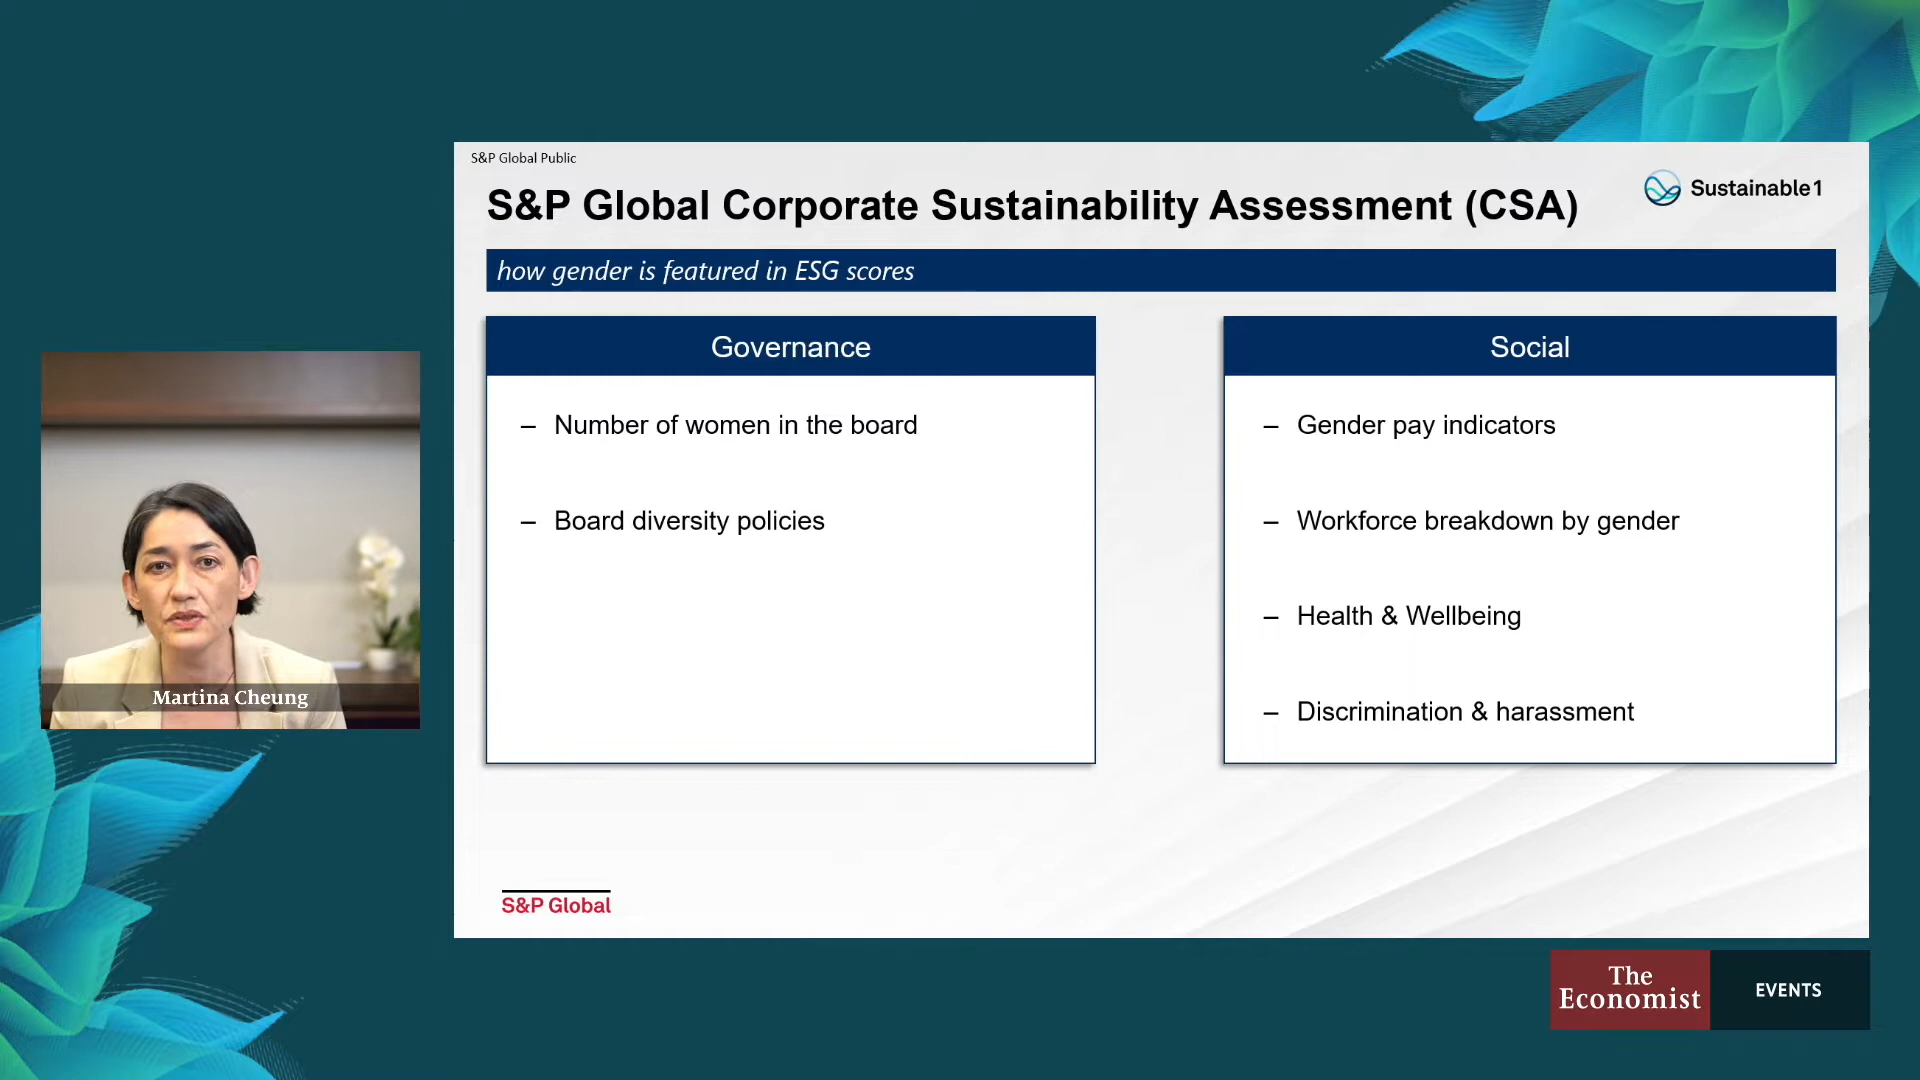 S&P Global Public
S&P Global Corporate Sustainability Assessment (CSA)
Sustainable1
how gender is featured in ESG scores
Governance
– Number of women in the board
– Board diversity policies
Social
– Gender pay indicators
– Workforce breakdown by gender
– Health & Wellbeing
– Discrimination & harassment
Martina Cheung
S&P Global
The
Economist
EVENTS